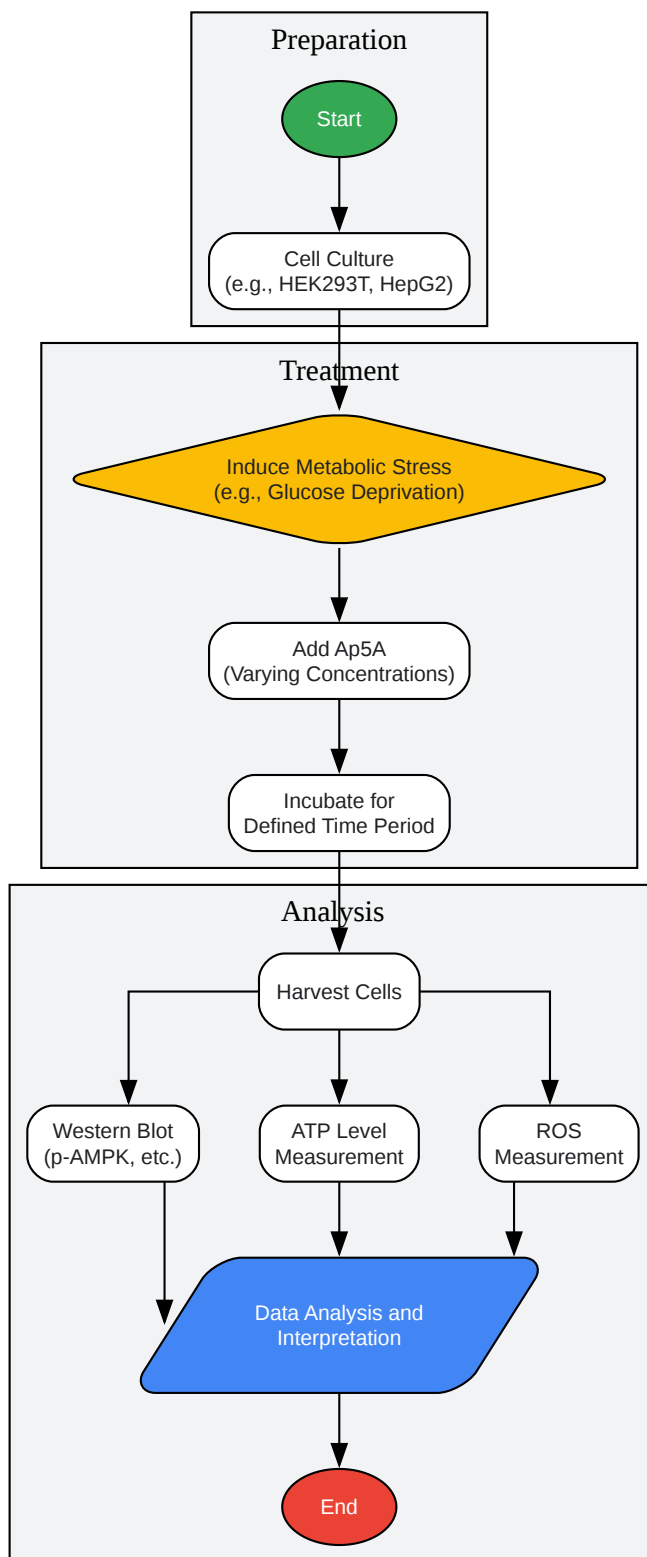 Preparation
Start
Cell Culture
(e.g., HEK293T, HepG2)
Treatment
Induce Metabolic Stress
(e.g., Glucose Deprivation)
Add Ap5A
(Varying Concentrations)
Incubate for
Defined Time Period
Analysis
Harvest Cells
Western Blot
(p-AMPK, etc.)
ATP Level
Measurement
ROS
Measurement
Data Analysis and
Interpretation
End